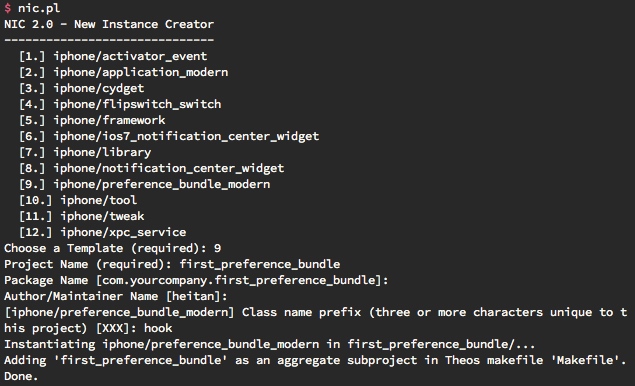 $ nic.pl
NIC 2.0 - New Instance Creator
------------------------------
[1.] iphone/activator_event
[2.] iphone/application_modern
[3.] iphone/cydget
[4.] iphone/flipswitch_switch
[5.] iphone/framework
[6.] iphone/ios7_notification_center_widget
[7.] iphone/library
[8.] iphone/notification_center_widget
[9.] iphone/preference_bundle_modern
[10.] iphone/tool
[11.] iphone/tweak
[12.] iphone/xpc_service
Choose a Template (required): 9
Project Name (required): first_preference_bundle
Package Name [com.yourcompany.first_preference_bundle]:
Author/Maintainer Name [heitan]:
[iphone/preference_bundle_modern] Class name prefix (three or more characters unique to t
his project) [XXX]: hook
Instantiating iphone/preference_bundle_modern in first_preference_bundle/...
Adding 'first_preference_bundle' as an aggregate subproject in Theos makefile 'Makefile'.
Done.